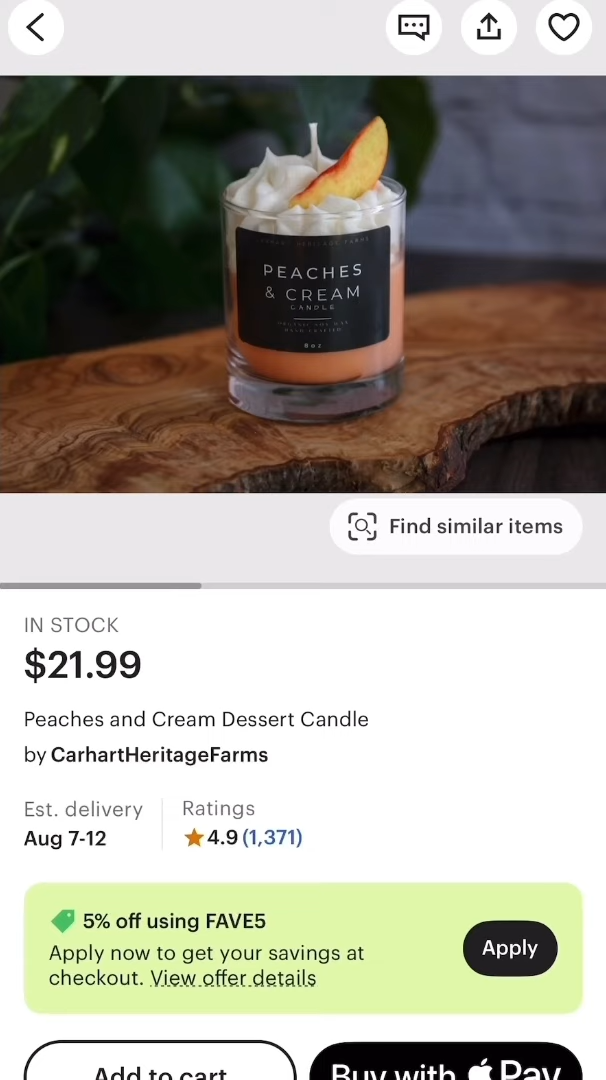 PEACHES
& CREAM
CANDLE
8oz
Find similar items
IN STOCK
$21.99
Peaches and Cream Dessert Candle
by CarhartHeritageFarms
Est. delivery
Aug 7-12
Ratings
4.9 (1,371)
5% off using FAVE5
Apply now to get your savings at
checkout. View offer details
Apply
Add to cart
Buy with Pay